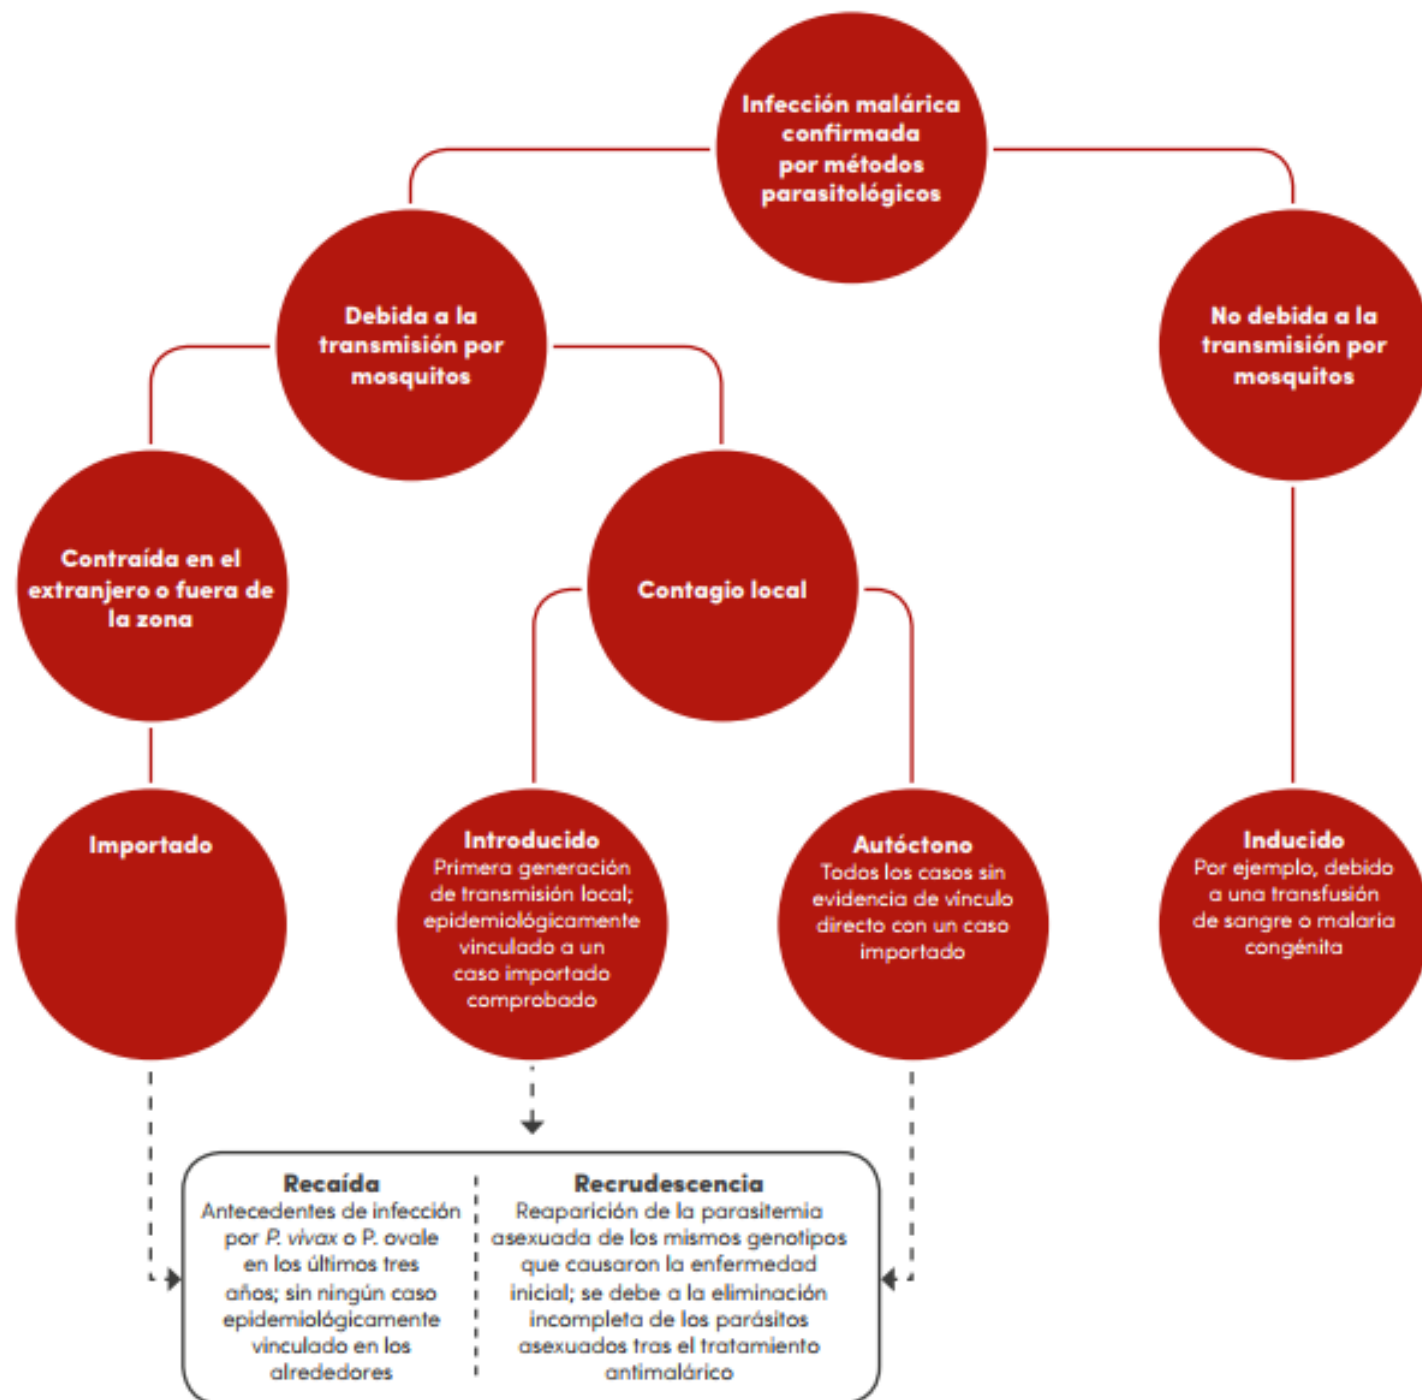 Infección malárica
confirmada
por métodos
parasitológicos
Debida a la
transmisión por
mosquitos
No debida a la
transmisión por
mosquitos
Contraída en el
extranjero o fuera de
la zona
Contagio local
Importado
Introducido
Primera generación
de transmisión local;
epidemiológicamente
vinculado a un
caso importado
comprobado
Autóctono
Todos los casos sin
evidencia de vínculo
directo con un caso
importado
Inducido
Por ejemplo, debido
a una transfusión
de sangre o malaria
congénita
Recaída
Antecedentes de infección
por P. vivax o P. ovale
en los últimos tres
años; sin ningún caso
epidemiológicamente
vinculado en los
alrededores
Recrudescencia
Reaparición de la parasitemia
asexuada de los mismos genotipos
que causaron la enfermedad
inicial; se debe a la eliminación
incompleta de los parásitos
asexuados tras el tratamiento
antimalárico